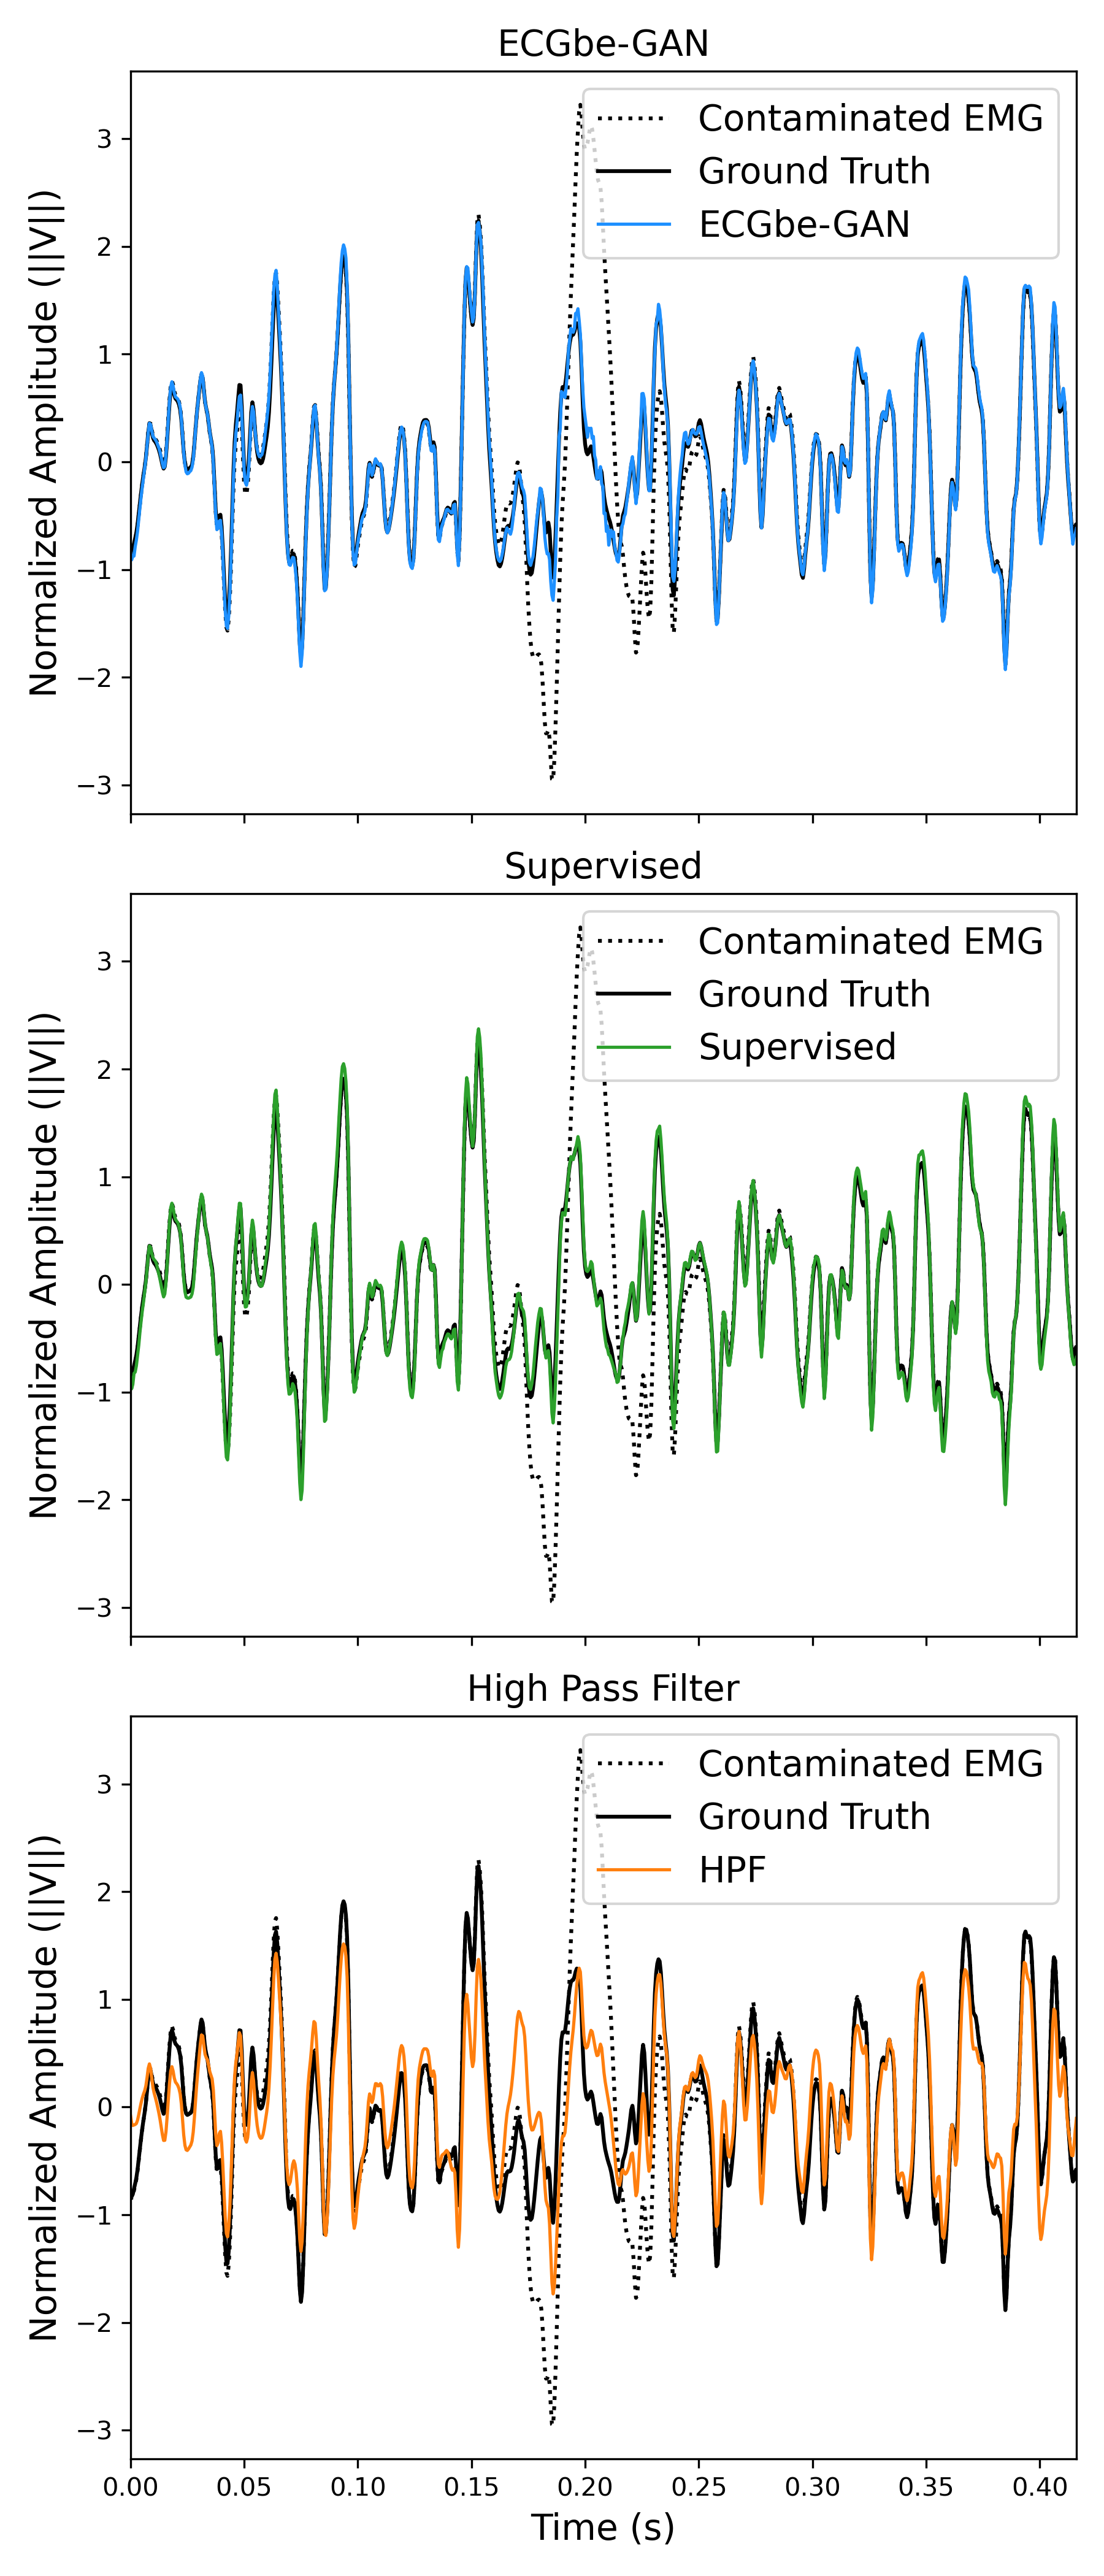 ECGbe-GAN
Contaminated EMG
Ground Truth
ECGbe-GAN
Normalized Amplitude (||V||)
3
2
1
0
−1
−2
−3
Supervised
Contaminated EMG
Ground Truth
Supervised
Normalized Amplitude (||V||)
3
2
1
0
−1
−2
−3
High Pass Filter
Contaminated EMG
Ground Truth
HPF
Normalized Amplitude (||V||)
3
2
1
0
−1
−2
−3
0.00 0.05 0.10 0.15 0.20 0.25 0.30 0.35 0.40
Time (s)